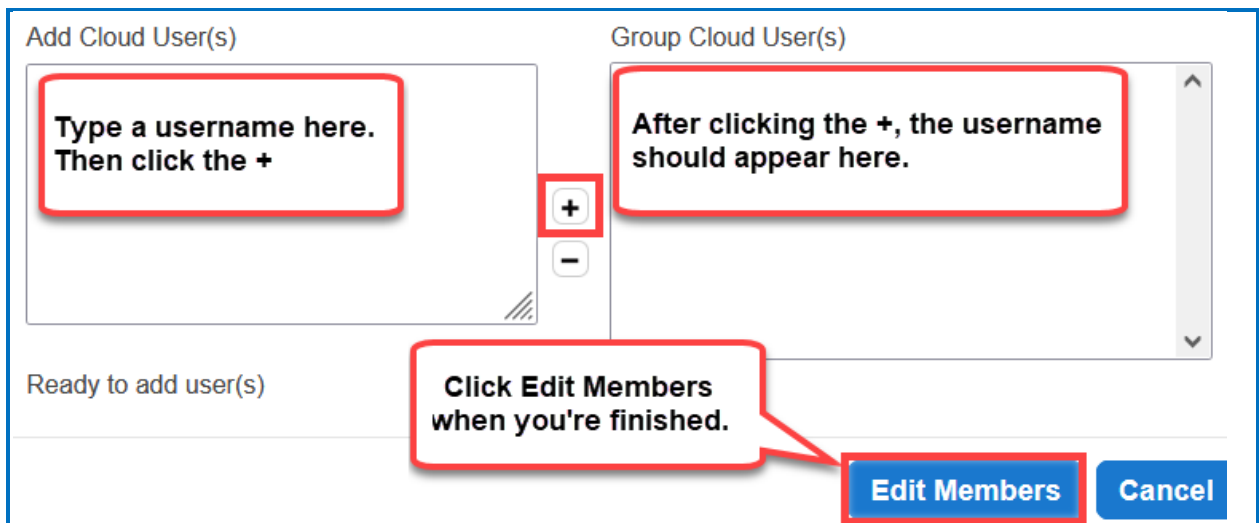 Add Cloud User(s)
Group Cloud User(s)
Type a username here.
Then click the +
After clicking the +, the username
should appear here.
+
−
Ready to add user(s)
Click Edit Members
when you're finished.
Edit Members
Cancel